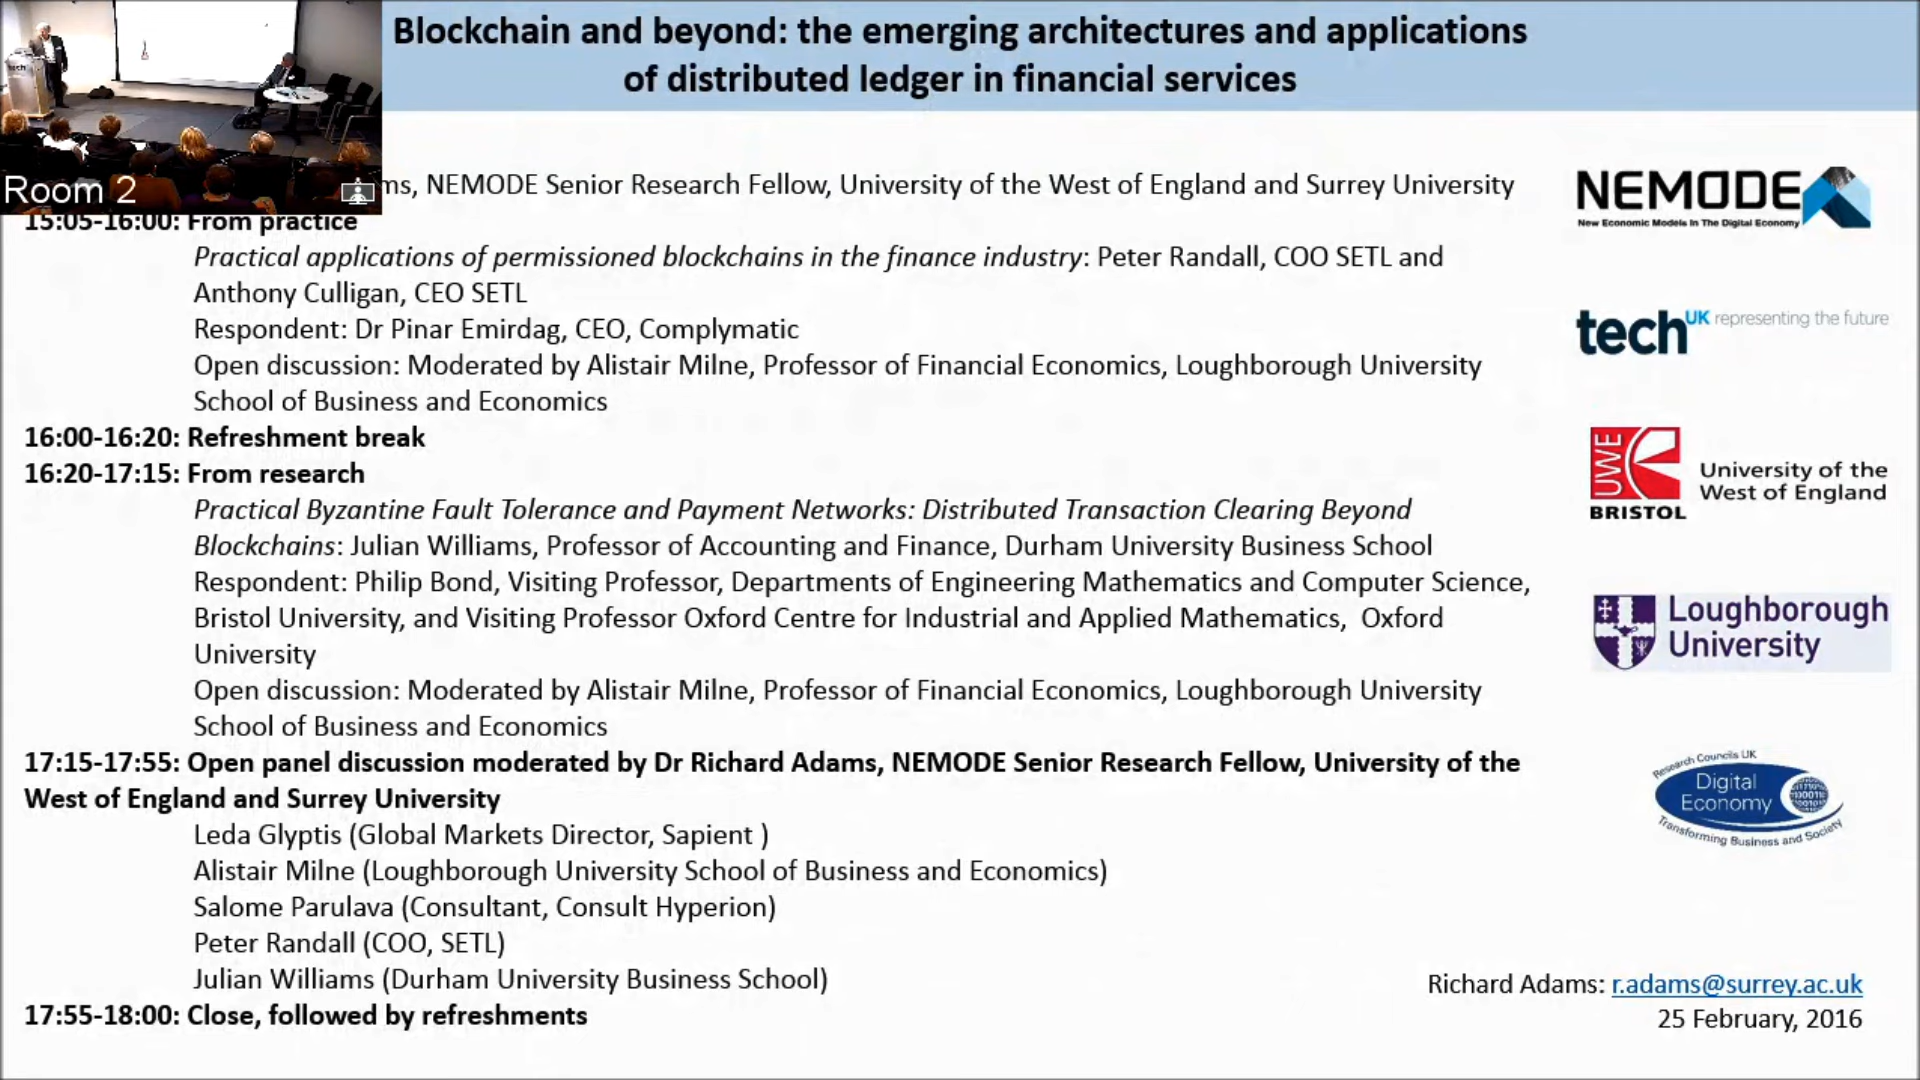 Blockchain and beyond: the emerging architectures and applications
of distributed ledger in financial services
tech
Room 2
ms, NEMODE Senior Research Fellow, University of the West of England and Surrey University
15:05-16:00: From practice
Practical applications of permissioned blockchains in the finance industry: Peter Randall, COO SETL and
Anthony Culligan, CEO SETL
Respondent: Dr Pinar Emirdag, CEO, Complymatic
Open discussion: Moderated by Alistair Milne, Professor of Financial Economics, Loughborough University
School of Business and Economics
16:00-16:20: Refreshment break
16:20-17:15: From research
Practical Byzantine Fault Tolerance and Payment Networks: Distributed Transaction Clearing Beyond
Blockchains: Julian Williams, Professor of Accounting and Finance, Durham University Business School
Respondent: Philip Bond, Visiting Professor, Departments of Engineering Mathematics and Computer Science,
Bristol University, and Visiting Professor Oxford Centre for Industrial and Applied Mathematics, Oxford
University
Open discussion: Moderated by Alistair Milne, Professor of Financial Economics, Loughborough University
School of Business and Economics
17:15-17:55: Open panel discussion moderated by Dr Richard Adams, NEMODE Senior Research Fellow, University of the
West of England and Surrey University
Leda Glyptis (Global Markets Director, Sapient )
Alistair Milne (Loughborough University School of Business and Economics)
Salome Parulava (Consultant, Consult Hyperion)
Peter Randall (COO, SETL)
Julian Williams (Durham University Business School)
17:55-18:00: Close, followed by refreshments
NEMODE
New Economic Models In The Digital Economy
techUK representing the future
UWE
BRISTOL
University of the
West of England
Loughborough
University
Research Councils UK
Digital
Economy
Transforming Business and Society
Richard Adams: r.adams@surrey.ac.uk
25 February, 2016